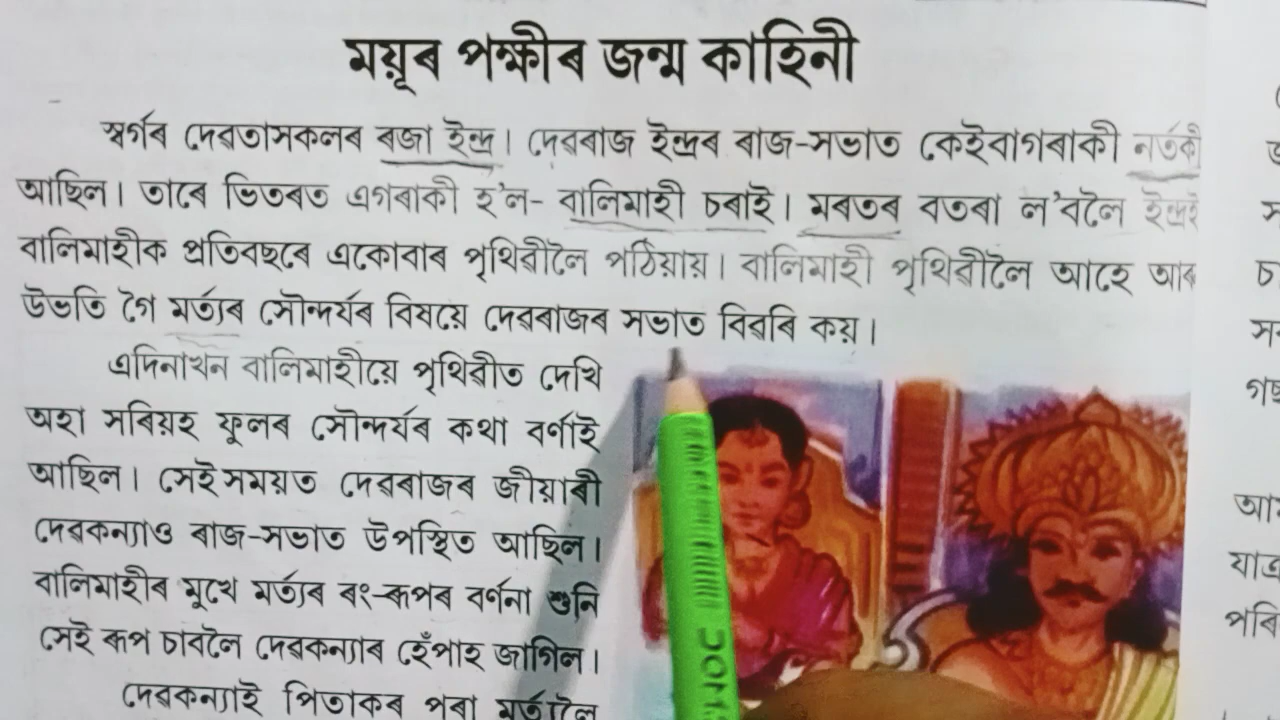 ময়ূৰ পক্ষীৰ জন্ম কাহিনী
স্বৰ্গৰ দেৱতাসকলৰ ৰজা ইন্দ্ৰ। দেৱৰাজ ইন্দ্ৰৰ ৰাজ-সভাত কেইবাগৰাকী নৰ্তকী
আছিল। তাৰে ভিতৰত এগৰাকী হ'ল- বালিমাহী চৰাই। মৰতৰ বতৰা ল'বলৈ ইন্দ্ৰই
বালিমাহীক প্ৰতিবছৰে একোবাৰ পৃথিৱীলৈ পঠিয়ায়। বালিমাহী পৃথিৱীলৈ আহে আৰু
উভতি গৈ মৰ্ত্যৰ সৌন্দৰ্যৰ বিষয়ে দেৱৰাজৰ সভাত বিৱৰি কয়।
এদিনাখন বালিমাহীয়ে পৃথিৱীত দেখি
অহা সৰিয়হ ফুলৰ সৌন্দৰ্যৰ কথা বৰ্ণাই
আছিল। সেই সময়ত দেৱৰাজৰ জীয়াৰী
দেৱকন্যাও ৰাজ-সভাত উপস্থিত আছিল।
বালিমাহীৰ মুখে মৰ্ত্যৰ ৰং-ৰূপৰ বৰ্ণনা শুনি
সেই ৰূপ চাবলৈ দেৱকন্যাৰ হেঁপাহ জাগিল।
দেৱকন্যাই পিতাকৰ পৰা মৰ্ত্যলৈ